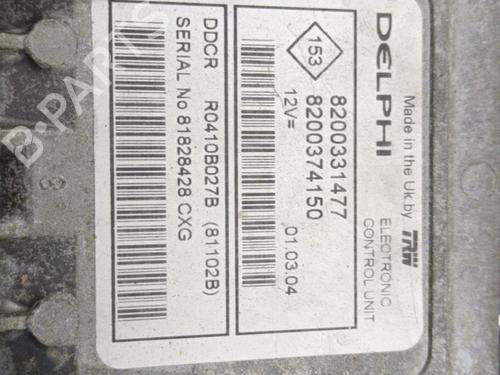 DELPHI
Made in the Uk.by TRW
ELECTRONIC
CONTROL UNIT
153
8200331477
8200374150
12V=
01.03.04
DDCR R0410B027B (81102B)
SERIAL No 81828428 CXG
B-PARTS